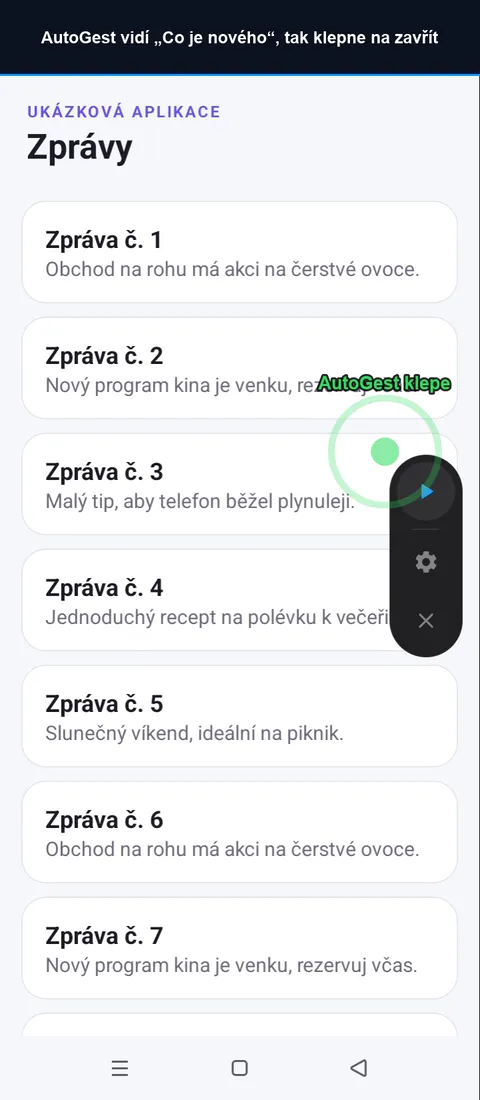 AutoGest vidí „Co je nového“, tak klepne na zavřít
UKÁZKOVÁ APLIKACE
Zprávy
Zpráva č. 1
Obchod na rohu má akci na čerstvé ovoce.
Zpráva č. 2
Nový program kina je venku,
AutoGest klepe
Zpráva č. 3
Malý tip, aby telefon běžel plynuleji.
Zpráva č. 4
Jednoduchý recept na polévku k večeři
Zpráva č. 5
Slunečný víkend, ideální na piknik.
Zpráva č. 6
Obchod na rohu má akci na čerstvé ovoce.
Zpráva č. 7
Nový program kina je venku, rezervuj včas.